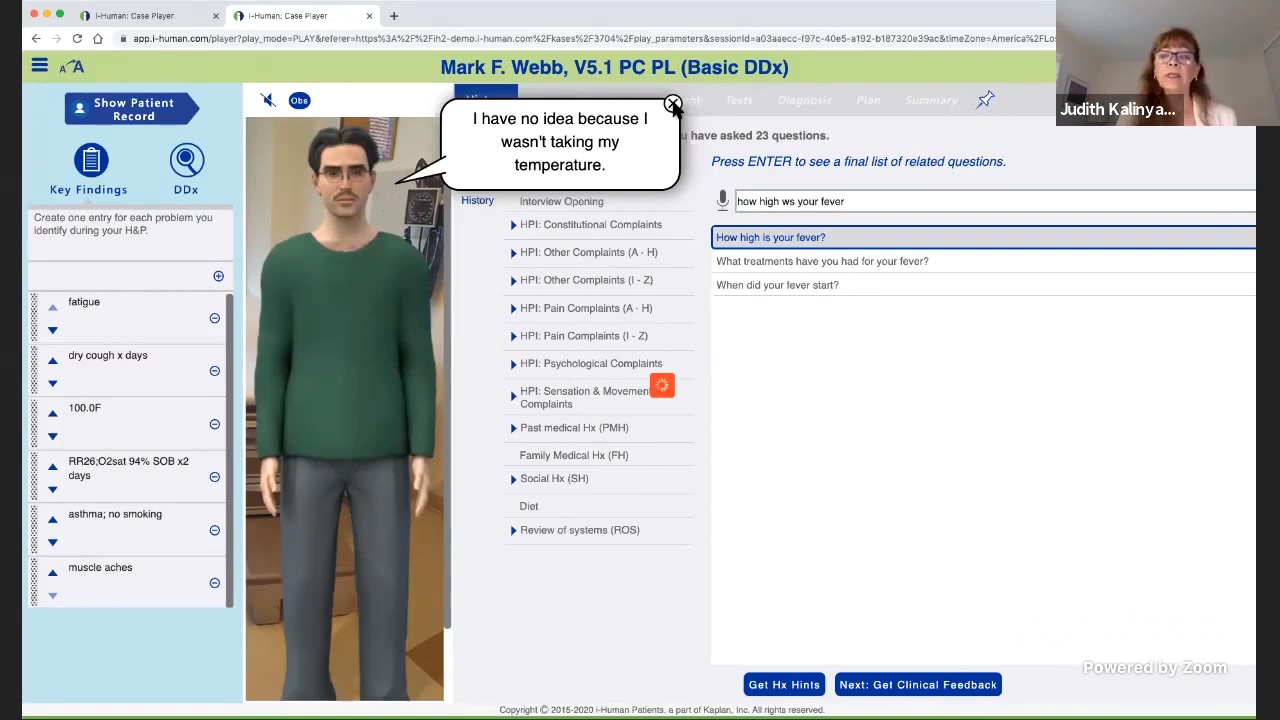 i-Human: Case Player
i-Human: Case Player
app.i-human.com/player?play_mode=PLAY&referer=https%3A%2F%2Fih2-demo.i-human.com%2Fkases%2F3704%2Fplay_parameters&sessionId=a03aaecc-f97c-40e5-a192-b187320e39ac&timeZone=America%2FLos
Mark F. Webb, V5.1 PC PL (Basic DDx)
Judith Kalinya...
Show Patient
Record
Key Findings
DDx
Create one entry for each problem you
identify during your H&P.
fatigue
dry cough x days
100.0F
RR26;O2sat 94% SOB x2
days
asthma; no smoking
muscle aches
Obs
I have no idea because I
wasn't taking my
temperature.
Tests
Diagnosis
Plan
Summary
have asked 23 questions.
Press ENTER to see a final list of related questions.
how high ws your fever
How high is your fever?
What treatments have you had for your fever?
When did your fever start?
History
Interview Opening
HPI: Constitutional Complaints
HPI: Other Complaints (A - H)
HPI: Other Complaints (I - Z)
HPI: Pain Complaints (A - H)
HPI: Pain Complaints (I - Z)
HPI: Psychological Complaints
HPI: Sensation & Movement
Complaints
Past medical Hx (PMH)
Family Medical Hx (FH)
Social Hx (SH)
Diet
Review of systems (ROS)
Get Hx Hints
Next: Get Clinical Feedback
Powered by Zoom
Copyright © 2015-2020 i-Human Patients, a part of Kaplan, Inc. All rights reserved.